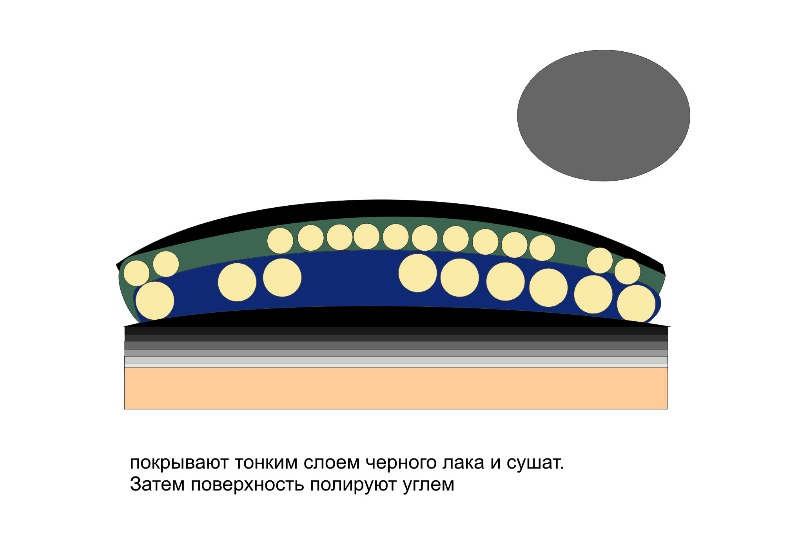 покрывают тонким слоем черного лака и сушат.
Затем поверхность полируют углем